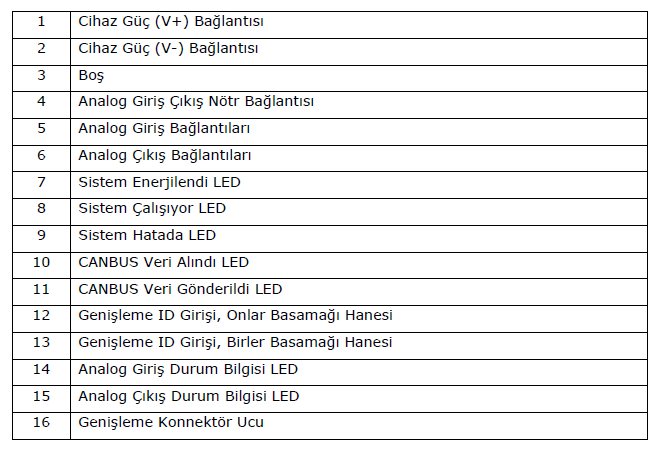 1 Cihaz Güç (V+) Bağlantısı
2 Cihaz Güç (V-) Bağlantısı
3 Boş
4 Analog Giriş Çıkış Nötr Bağlantısı
5 Analog Giriş Bağlantıları
6 Analog Çıkış Bağlantıları
7 Sistem Enerjilendi LED
8 Sistem Çalışıyor LED
9 Sistem Hatada LED
10 CANBUS Veri Alındı LED
11 CANBUS Veri Gönderildi LED
12 Genişleme ID Girişi, Onlar Basamağı Hanesi
13 Genişleme ID Girişi, Birler Basamağı Hanesi
14 Analog Giriş Durum Bilgisi LED
15 Analog Çıkış Durum Bilgisi LED
16 Genişleme Konnektör Ucu